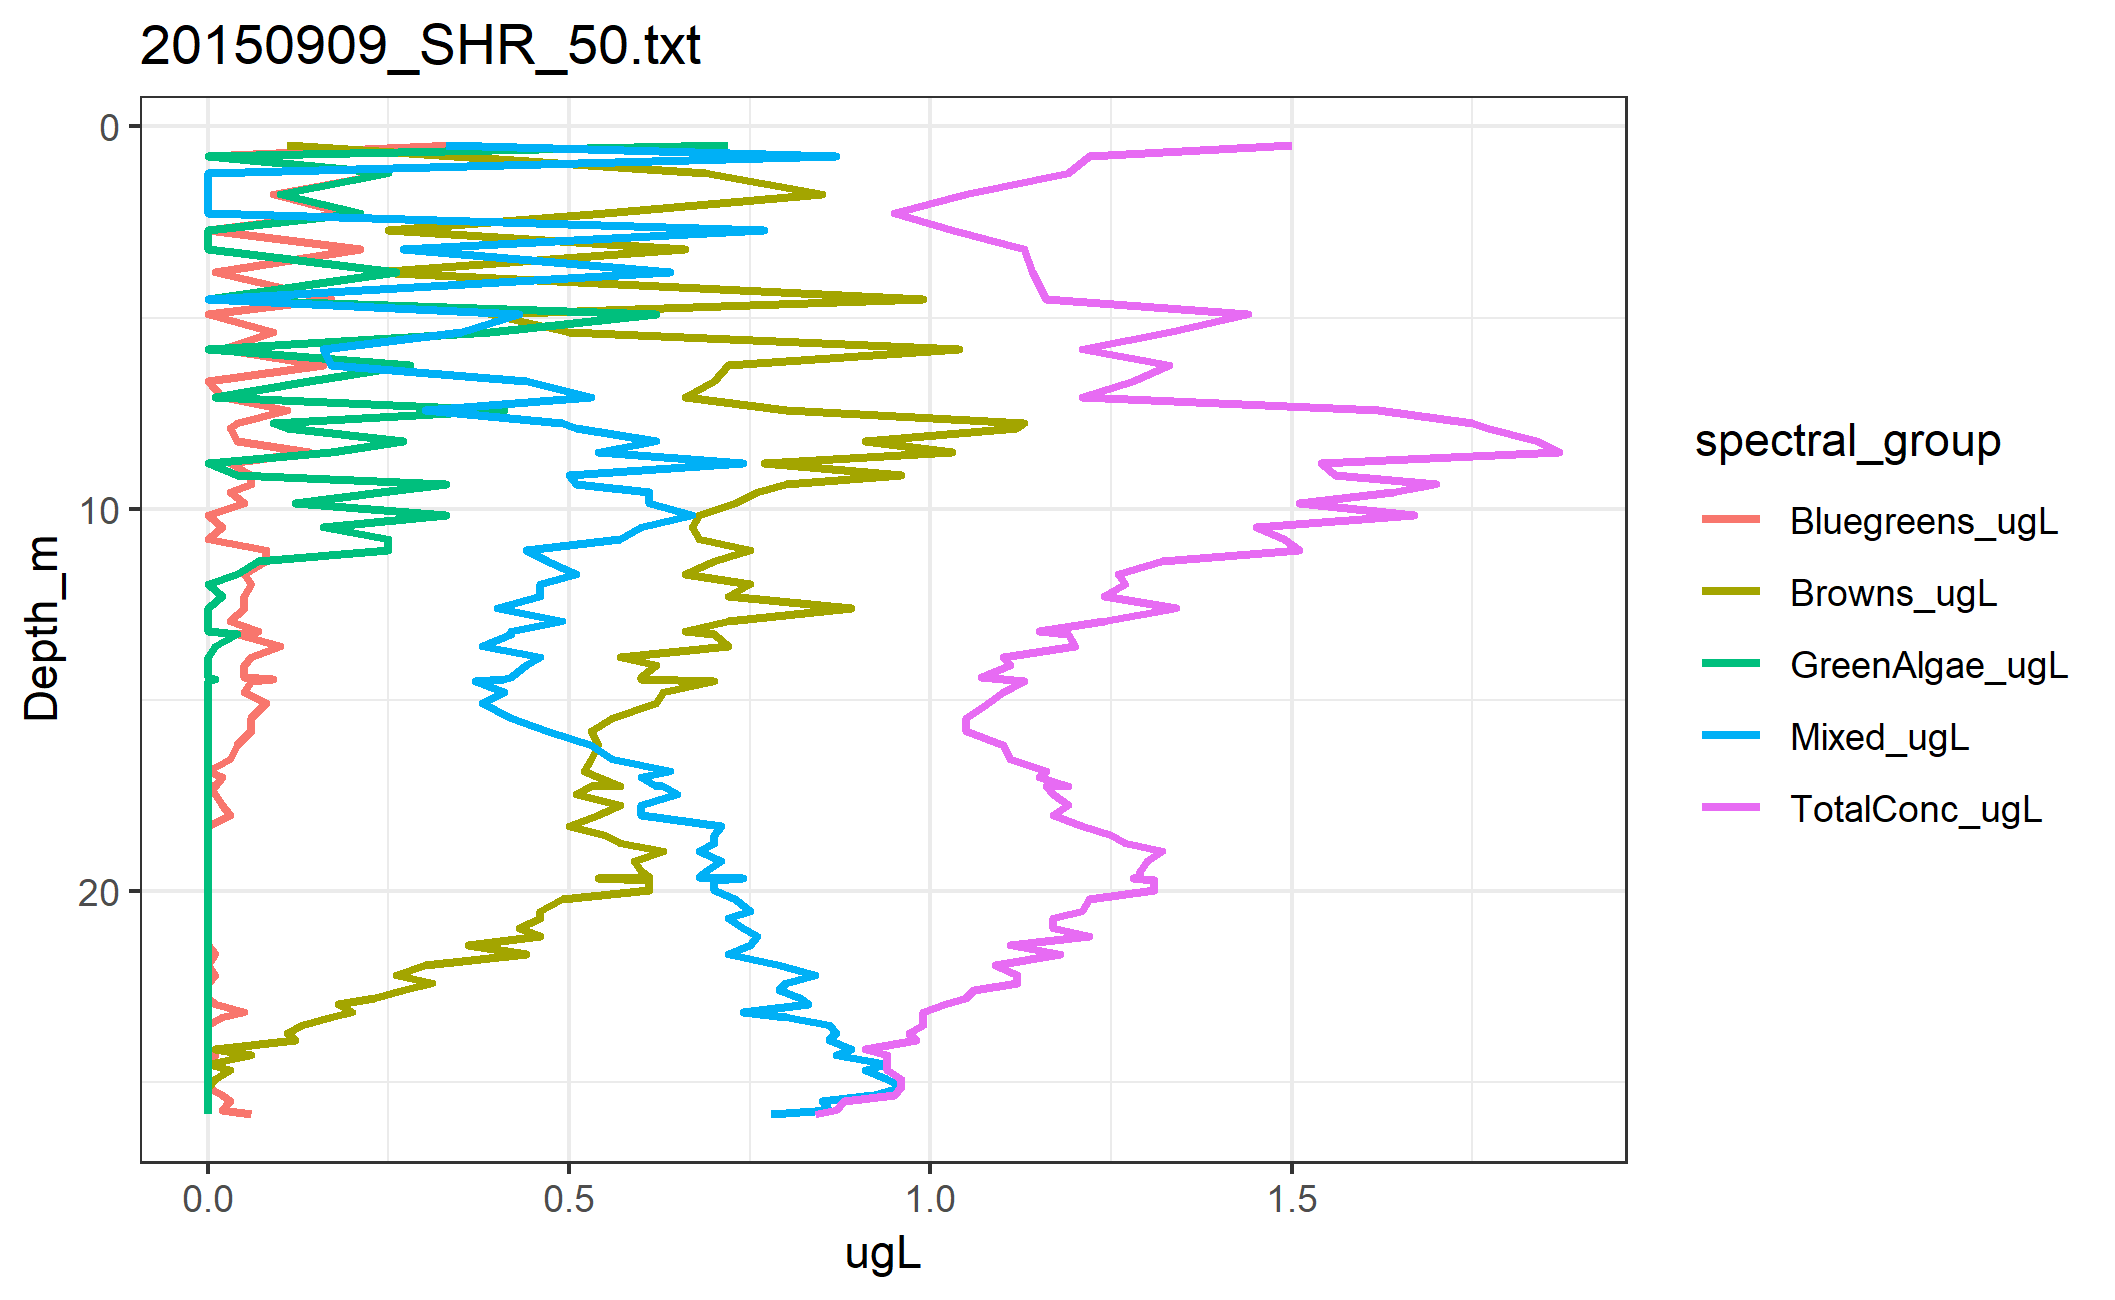 20150909_SHR_50.txt
0
10
20
Depth_m
0.0
0.5
1.0
1.5
ugL
spectral_group
Bluegreens_ugL
Browns_ugL
GreenAlgae_ugL
Mixed_ugL
TotalConc_ugL